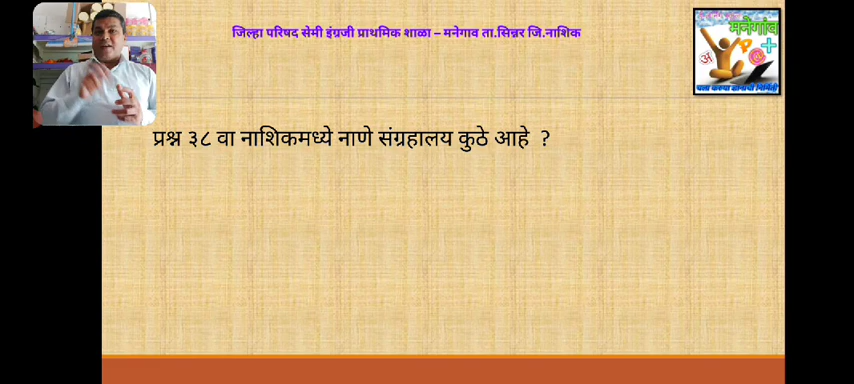 जिल्हा परिषद सेमी इंग्रजी प्राथमिक शाळा – मनेगाव ता.सिन्नर जि.नाशिक
मनेगांव
अ
प्रश्न ३८ वा नाशिकमध्ये नाणे संग्रहालय कुठे आहे ?